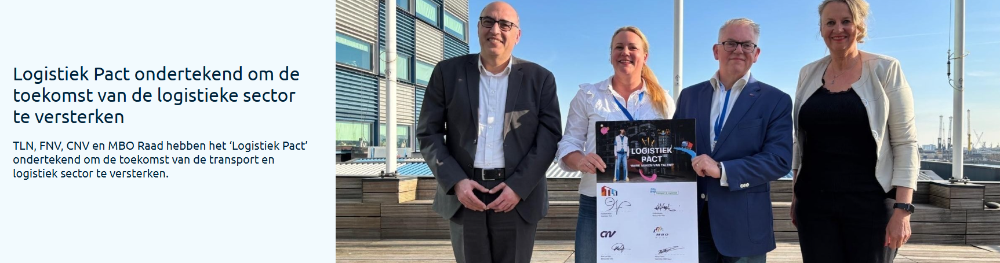 Logistiek Pact ondertekend om de
toekomst van de logistieke sector
te versterken
TLN, FNV, CNV en MBO Raad hebben het ‘Logistiek Pact’
ondertekend om de toekomst van de transport en
logistiek sector te versterken.
LOGISTIEK
PACT
'WERK MAKEN VAN TALENT'
TLN
CNV
MBO